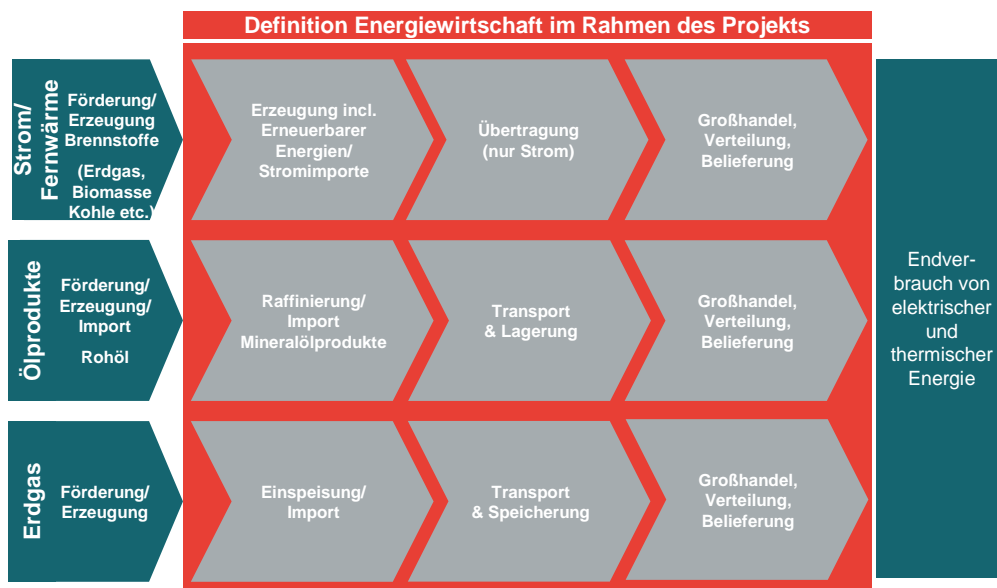 Definition Energiewirtschaft im Rahmen des Projekts
Strom/
Fernwärme
Förderung/
Erzeugung
Brennstoffe
(Erdgas,
Biomasse
Kohle etc.)
Erzeugung incl.
Erneuerbarer
Energien/
Stromimporte
Übertragung
(nur Strom)
Großhandel,
Verteilung,
Belieferung
Ölprodukte
Förderung/
Erzeugung/
Import
Rohöl
Raffinierung/
Import
Mineralölprodukte
Transport
& Lagerung
Großhandel,
Verteilung,
Belieferung
Erdgas
Förderung/
Erzeugung
Einspeisung/
Import
Transport
& Speicherung
Großhandel,
Verteilung,
Belieferung
Endver-
brauch von
elektrischer
und
thermischer
Energie